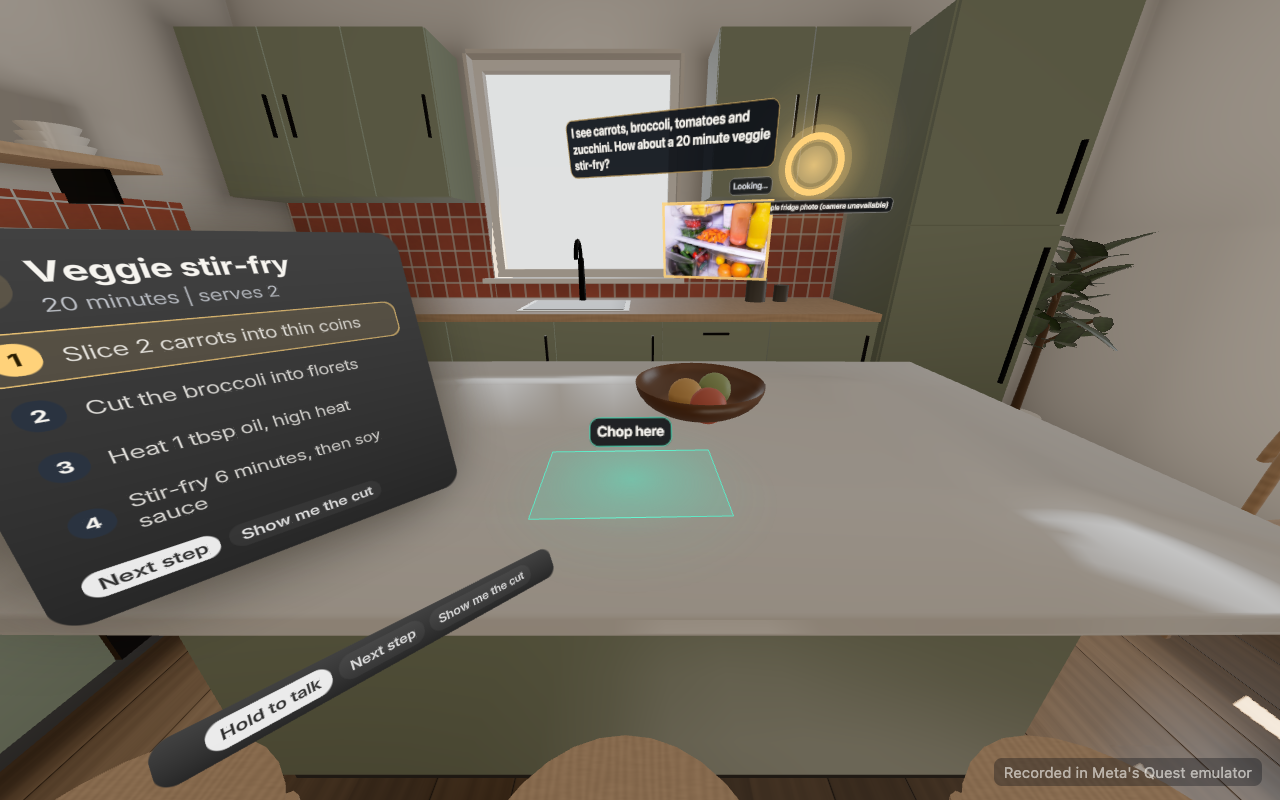 I see carrots, broccoli, tomatoes and
zucchini. How about a 20 minute veggie
stir-fry?
Looking...
fridge photo (camera unavailable)
Veggie stir-fry
20 minutes | serves 2
1 Slice 2 carrots into thin coins
2 Cut the broccoli into florets
3 Heat 1 tbsp oil, high heat
4 Stir-fry 6 minutes, then soy
sauce
Next step Show me the cut
Chop here
Hold to talk Next step Show me the cut
Recorded in Meta's Quest emulator